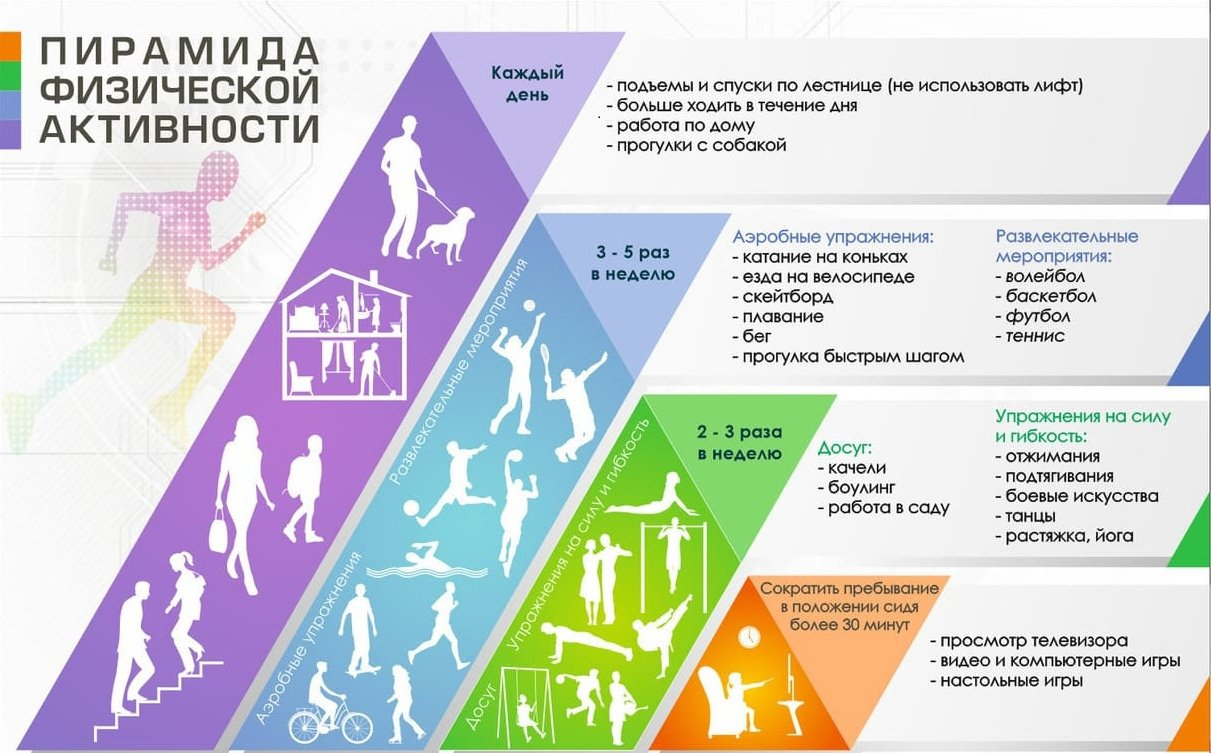 ПИРАМИДА
ФИЗИЧЕСКОЙ
АКТИВНОСТИ
Каждый
день
- подъемы и спуски по лестнице (не использовать лифт)
- больше ходить в течение дня
- работа по дому
- прогулки с собакой
3 - 5 раз
в неделю
Аэробные упражнения:
- катание на коньках
- езда на велосипеде
- скейтборд
- плавание
- бег
- прогулка быстрым шагом
Развлекательные
мероприятия:
- волейбол
- баскетбол
- футбол
- теннис
Развлекательные мероприятия
Аэробные упражнения
2 - 3 раза
в неделю
Досуг:
- качели
- боулинг
- работа в саду
Упражнения на силу
и гибкость:
- отжимания
- подтягивания
- боевые искусства
- танцы
- растяжка, йога
Упражнения на силу и гибкость
Досуг
Сократить пребывание
в положении сидя
более 30 минут
- просмотр телевизора
- видео и компьютерные игры
- настольные игры